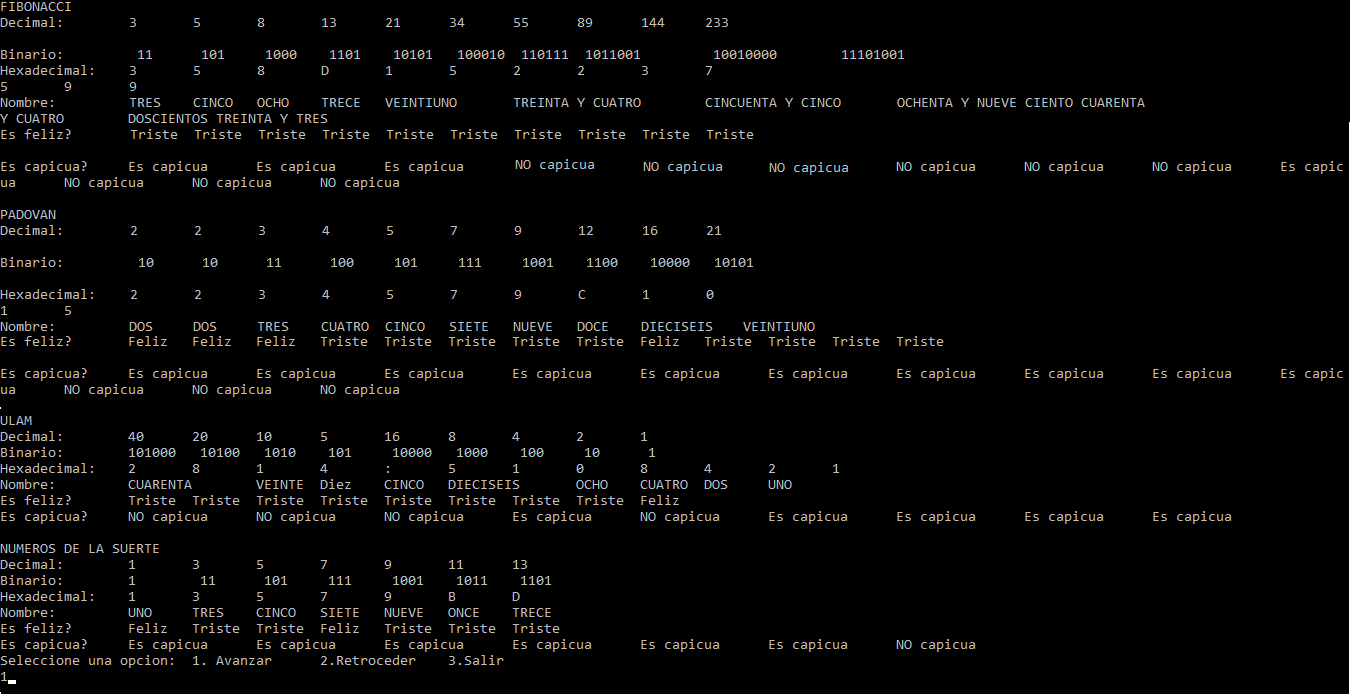 FIBONACCI
Decimal: 3 5 8 13 21 34 55 89 144 233
Binario: 11 101 1000 1101 10101 100010 110111 1011001 10010000 11101001
Hexadecimal: 3 5 8 D 1 5 2 2 3 7
5 9 9
Nombre: TRES CINCO OCHO TRECE VEINTIUNO TREINTA Y CUATRO CINCUENTA Y CINCO OCHENTA Y NUEVE CIENTO CUARENTA
Y CUATRO DOSCIENTOS TREINTA Y TRES
Es feliz? Triste Triste Triste Triste Triste Triste Triste Triste Triste Triste
Es capicua? Es capicua Es capicua Es capicua NO capicua NO capicua NO capicua NO capicua NO capicua NO capicua Es capic
ua NO capicua NO capicua NO capicua
PADOVAN
Decimal: 2 2 3 4 5 7 9 12 16 21
Binario: 10 10 11 100 101 111 1001 1100 10000 10101
Hexadecimal: 2 2 3 4 5 7 9 C 1 0
1 5
Nombre: DOS DOS TRES CUATRO CINCO SIETE NUEVE DOCE DIECISEIS VEINTIUNO
Es feliz? Feliz Feliz Feliz Triste Triste Triste Triste Triste Feliz Triste Triste Triste Triste
Es capicua? Es capicua Es capicua Es capicua Es capicua Es capicua Es capicua Es capicua Es capicua Es capicua Es capic
ua NO capicua NO capicua NO capicua
ULAM
Decimal: 40 20 10 5 16 8 4 2 1
Binario: 101000 10100 1010 101 10000 1000 100 10 1
Hexadecimal: 2 8 1 4 : 5 1 0 8 4 2 1
Nombre: CUARENTA VEINTE Diez CINCO DIECISEIS OCHO CUATRO DOS UNO
Es feliz? Triste Triste Triste Triste Triste Triste Triste Triste Feliz
Es capicua? NO capicua NO capicua NO capicua Es capicua NO capicua Es capicua Es capicua Es capicua Es capicua
NUMEROS DE LA SUERTE
Decimal: 1 3 5 7 9 11 13
Binario: 1 11 101 111 1001 1011 1101
Hexadecimal: 1 3 5 7 9 B D
Nombre: UNO TRES CINCO SIETE NUEVE ONCE TRECE
Es feliz? Feliz Triste Triste Feliz Triste Triste Triste
Es capicua? Es capicua Es capicua Es capicua Es capicua Es capicua Es capicua NO capicua
Seleccione una opcion: 1. Avanzar 2.Retroceder 3.Salir
1